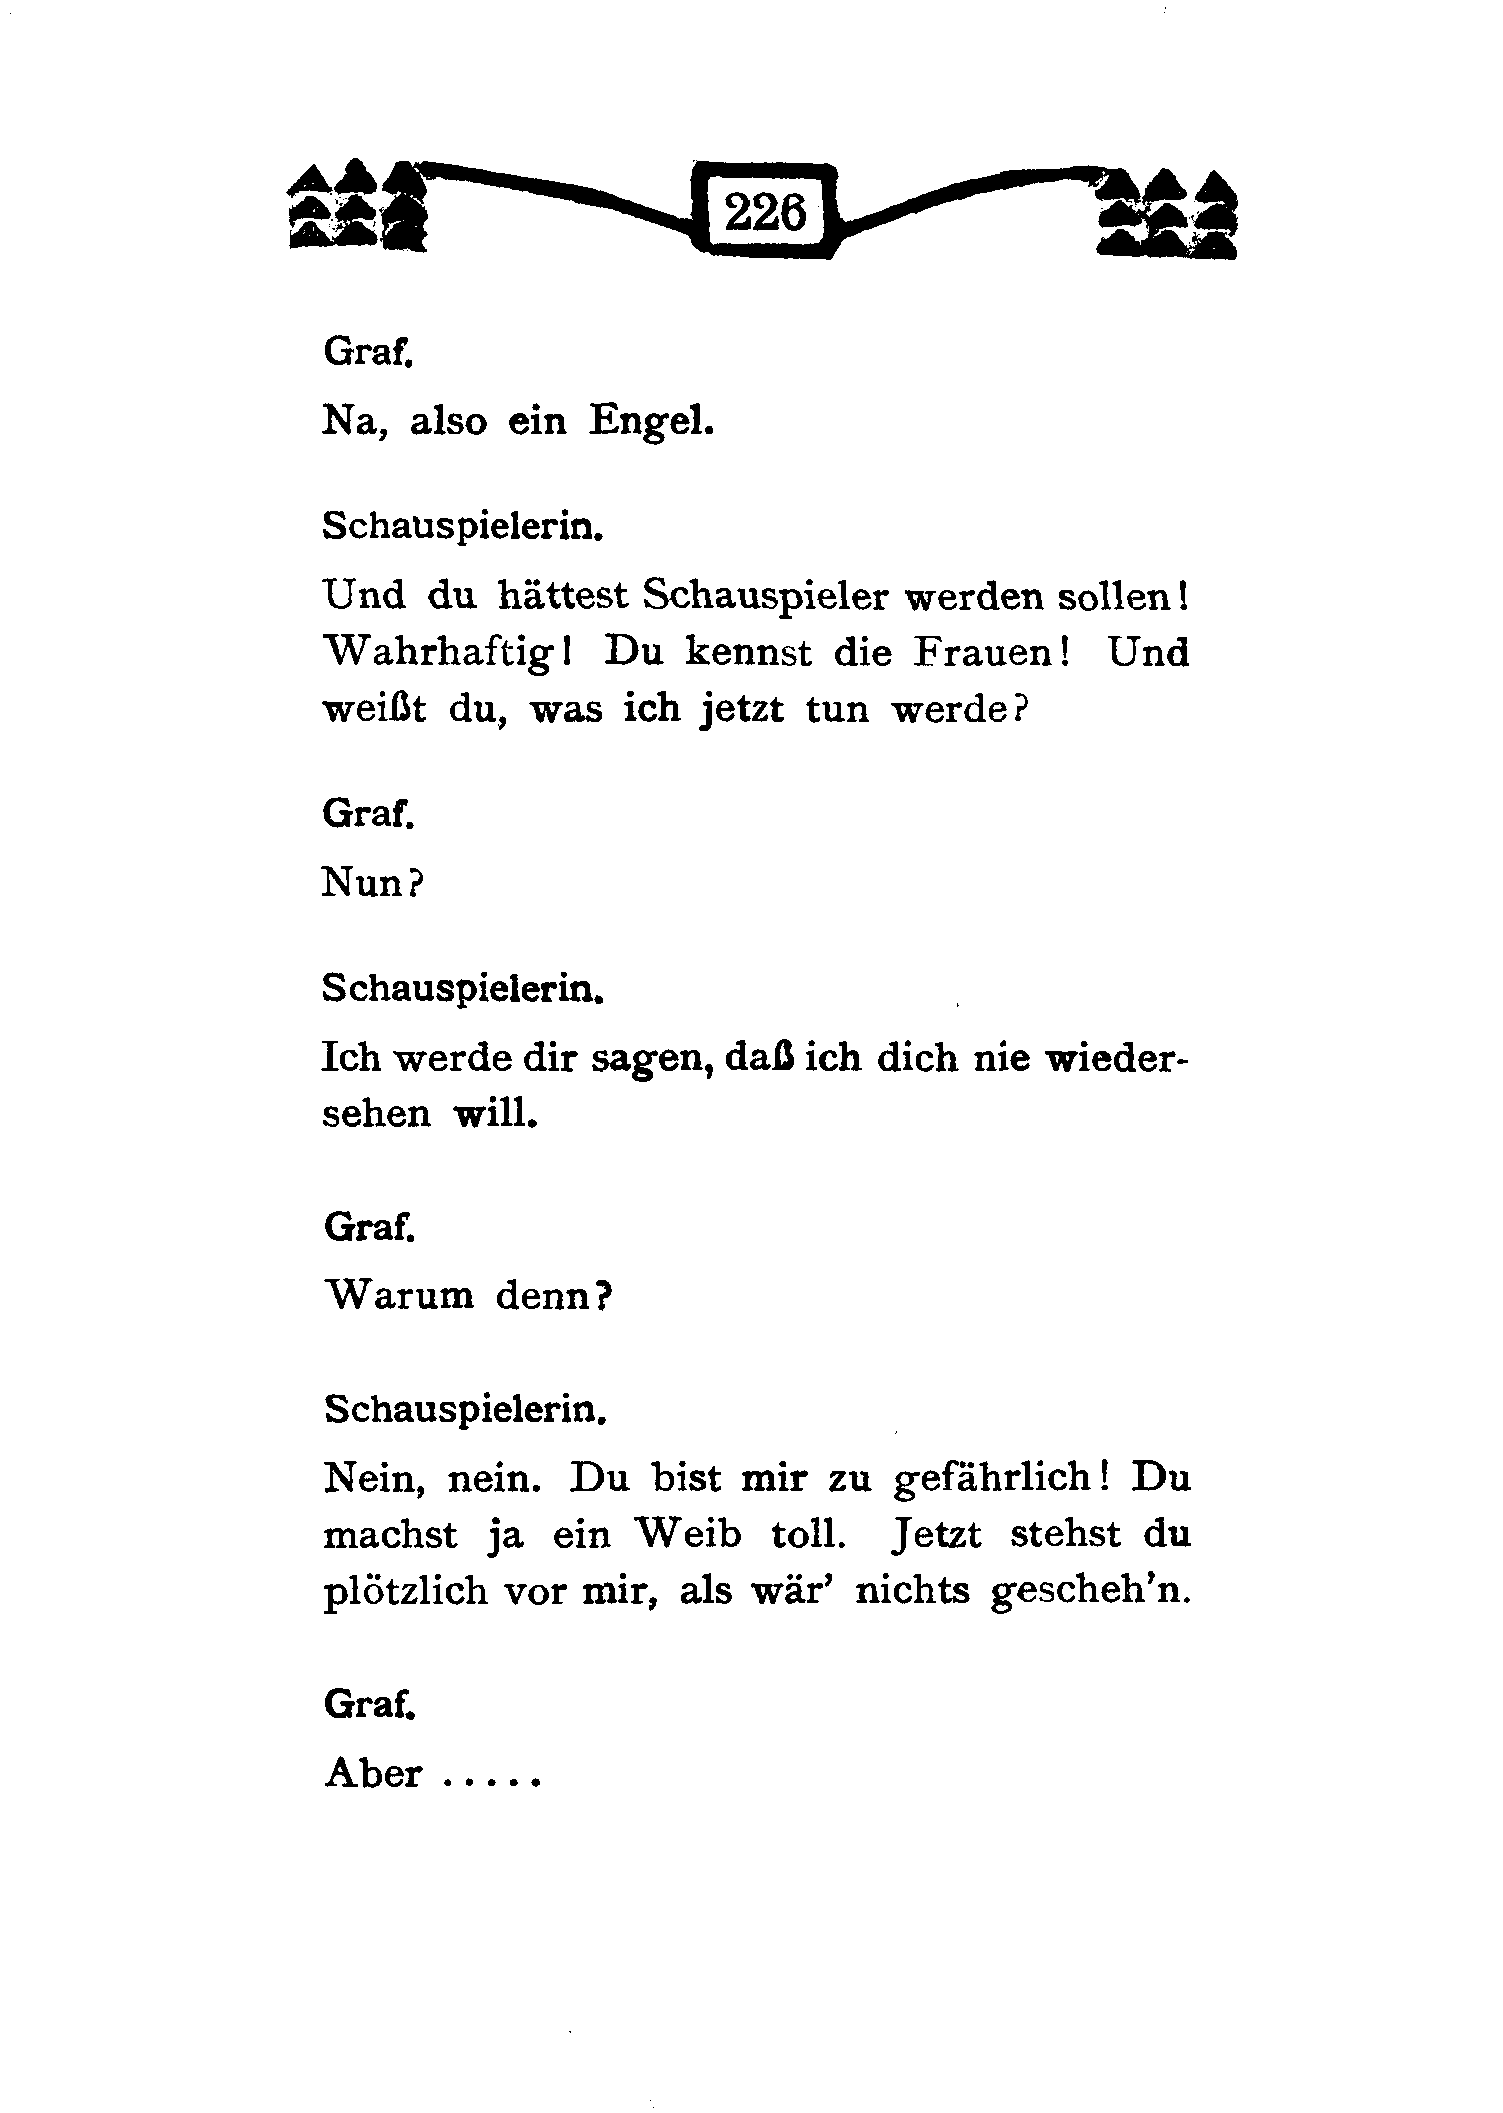 226
Graf.
Na, also ein Engel.
Schauspielerin.
Und du hättest Schauspieler werden sollen!
Wahrhaftig! Du kennst die Frauen! Und
weißt du, was ich jetzt tun werde?
Graf.
Nun?
Schauspielerin.
Ich werde dir sagen, daß ich dich nie wieder-
sehen will.
Graf.
Warum denn?
Schauspielerin.
Nein, nein. Du bist mir zu gefährlich! Du
machst ja ein Weib toll. Jetzt stehst du
plötzlich vor mir, als wär’ nichts gescheh’n.
Graf.
Aber .....